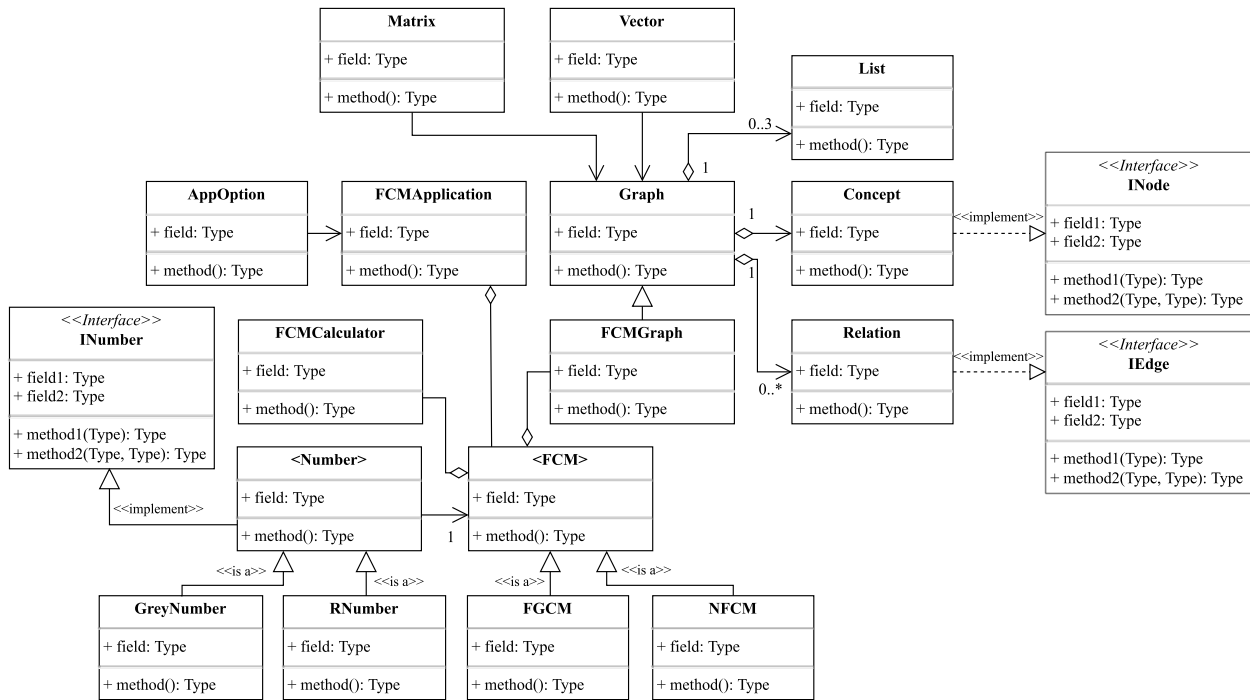 Matrix
+ field: Type
+ method(): Type
Vector
+ field: Type
+ method(): Type
List
+ field: Type
+ method(): Type
0..3
1
AppOption
+ field: Type
+ method(): Type
FCMApplication
+ field: Type
+ method(): Type
Graph
+ field: Type
+ method(): Type
1
1
Concept
+ field: Type
+ method(): Type
<<implement>>
<<Interface>>
INode
+ field1: Type
+ field2: Type
+ method1(Type): Type
+ method2(Type, Type): Type
<<Interface>>
INumber
+ field1: Type
+ field2: Type
+ method1(Type): Type
+ method2(Type, Type): Type
FCMCalculator
+ field: Type
+ method(): Type
FCMGraph
+ field: Type
+ method(): Type
0..*
Relation
+ field: Type
+ method(): Type
<<implement>>
<<Interface>>
IEdge
+ field1: Type
+ field2: Type
+ method1(Type): Type
+ method2(Type, Type): Type
<<implement>>
<Number>
+ field: Type
+ method(): Type
1
<FCM>
+ field: Type
+ method(): Type
<<is a>>
<<is a>>
<<is a>>
<<is a>>
GreyNumber
+ field: Type
+ method(): Type
RNumber
+ field: Type
+ method(): Type
FGCM
+ field: Type
+ method(): Type
NFCM
+ field: Type
+ method(): Type